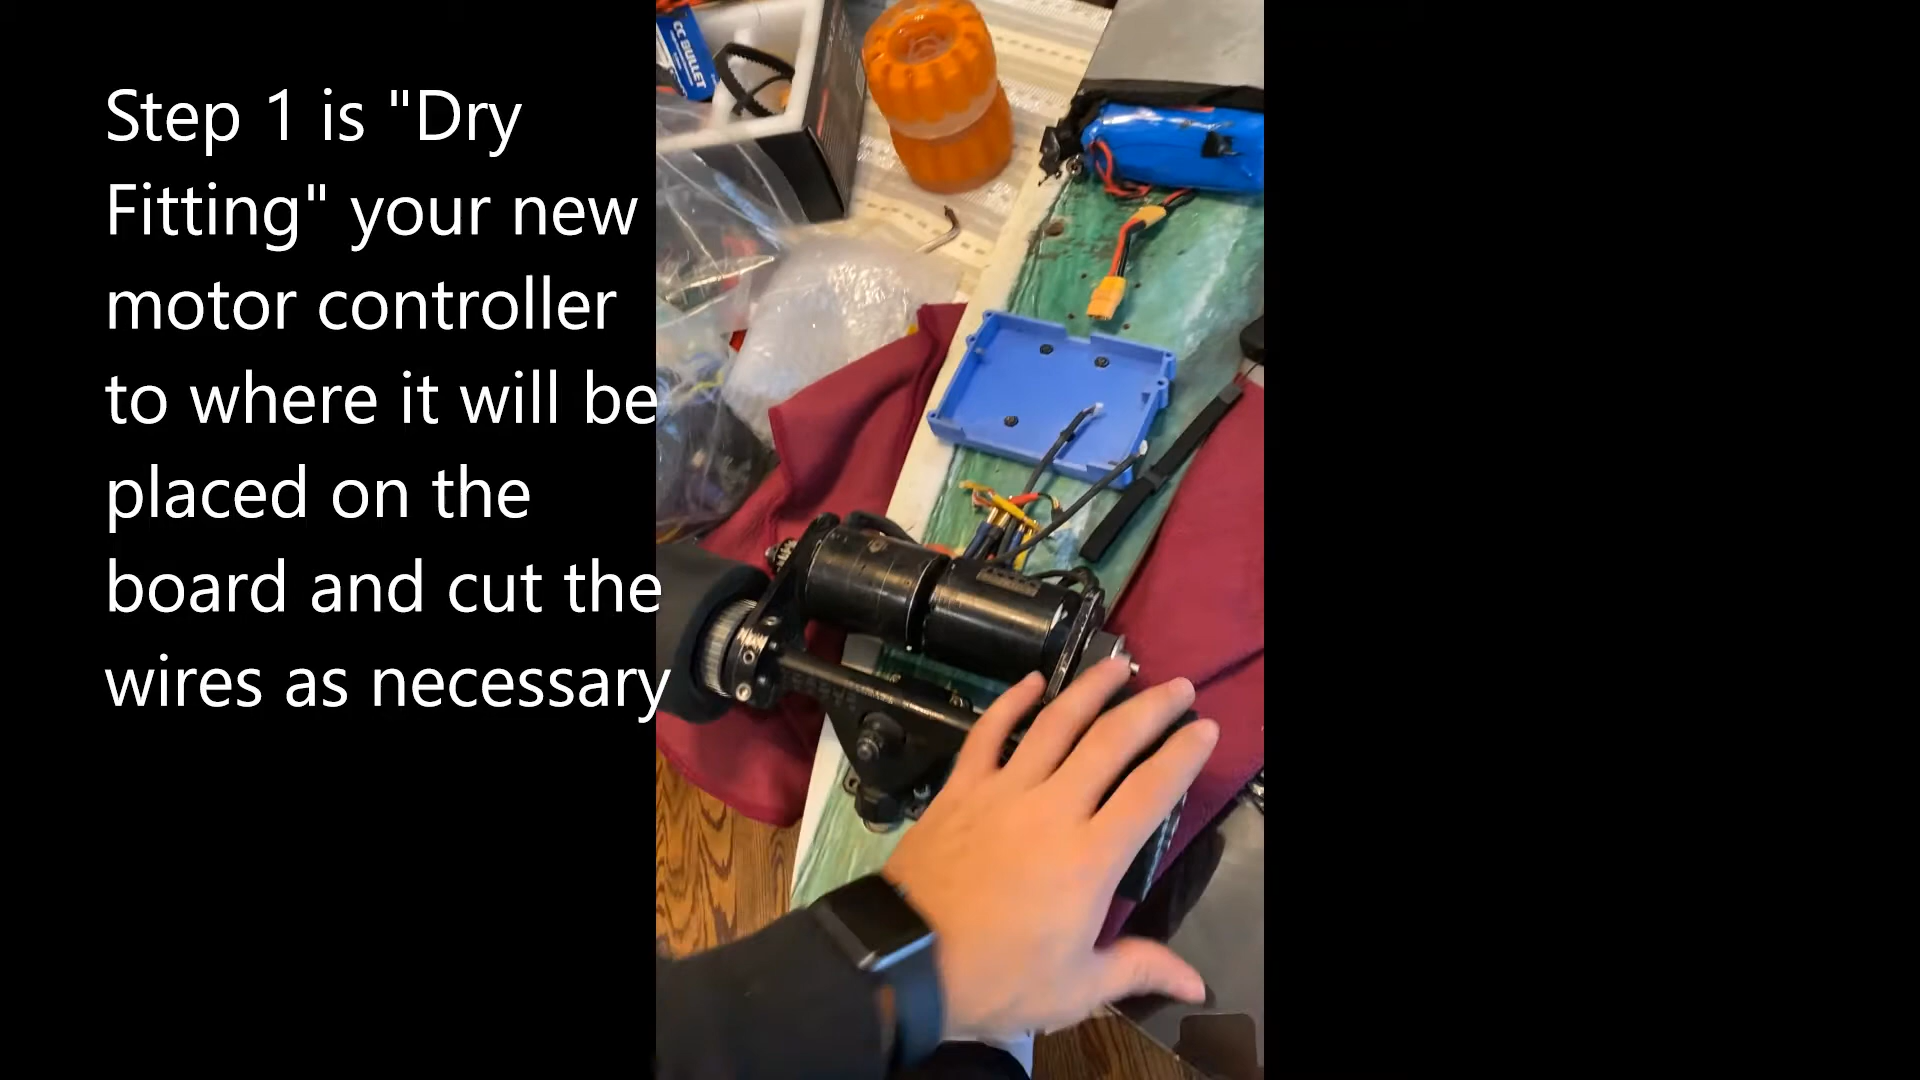 Step 1 is "Dry
Fitting" your new
motor controller
to where it will be
placed on the
board and cut the
wires as necessary
CC BULLET